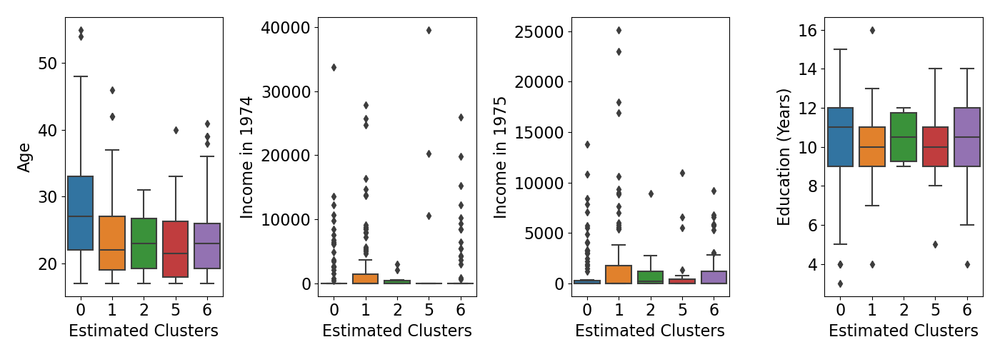 Age
50
40
30
20
0 1 2 5 6
Estimated Clusters
Income in 1974
40000
30000
20000
10000
0
0 1 2 5 6
Estimated Clusters
Income in 1975
25000
20000
15000
10000
5000
0
0 1 2 5 6
Estimated Clusters
Education (Years)
16
14
12
10
8
6
4
0 1 2 5 6
Estimated Clusters